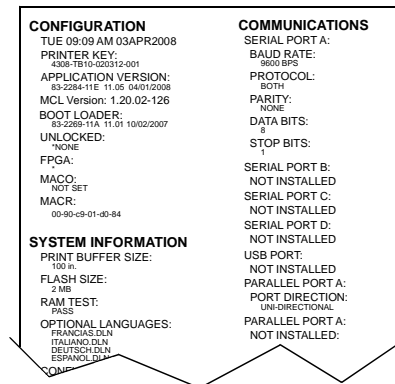 CONFIGURATION
TUE 09:09 AM 03APR2008
PRINTER KEY:
4308-TB10-020312-001
APPLICATION VERSION:
83-2284-11E 11.05 04/01/2008
MCL Version: 1.20.02-126
BOOT LOADER:
83-2269-11A 11.01 10/02/2007
UNLOCKED:
*NONE
FPGA:
*
MACO:
NOT SET
MACR:
00-90-c9-01-d0-84
SYSTEM INFORMATION
PRINT BUFFER SIZE:
100 in.
FLASH SIZE:
2 MB
RAM TEST:
PASS
OPTIONAL LANGUAGES:
FRANCIAS.DLN
ITALIANO.DLN
DEUTSCH.DLN
ESPANOL.DLN
COMMUNICATIONS
SERIAL PORT A:
BAUD RATE:
9600 BPS
PROTOCOL:
BOTH
PARITY:
NONE
DATA BITS:
8
STOP BITS:
1
SERIAL PORT B:
NOT INSTALLED
SERIAL PORT C:
NOT INSTALLED
SERIAL PORT D:
NOT INSTALLED
USB PORT:
NOT INSTALLED
PARALLEL PORT A:
PORT DIRECTION:
UNI-DIRECTIONAL
PARALLEL PORT A:
NOT INSTALLED: